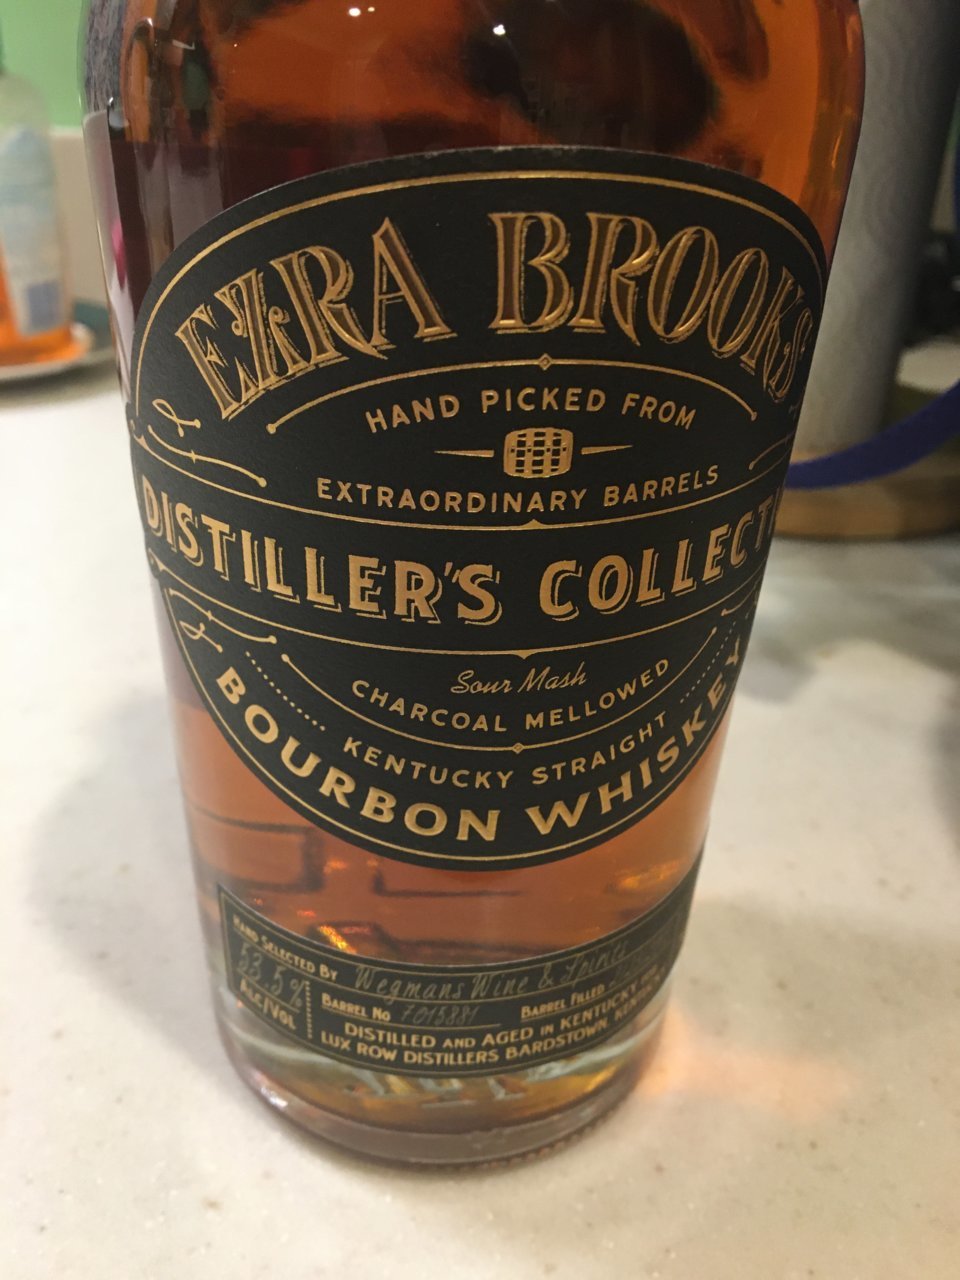 EZRA BROOKS
HAND PICKED FROM
EXTRAORDINARY BARRELS
DISTILLER'S COLLECTI
Sour Mash
CHARCOAL MELLOWED
KENTUCKY STRAIGHT
BOURBON WHISKEY
HAND SELECTED BY Wegmans Wine & Spirits
53.5%
ALC/VOL
BARREL NO 7015881 BARREL FILLED
DISTILLED AND AGED IN KENTUCKY
LUX ROW DISTILLERS BARDSTOWN,